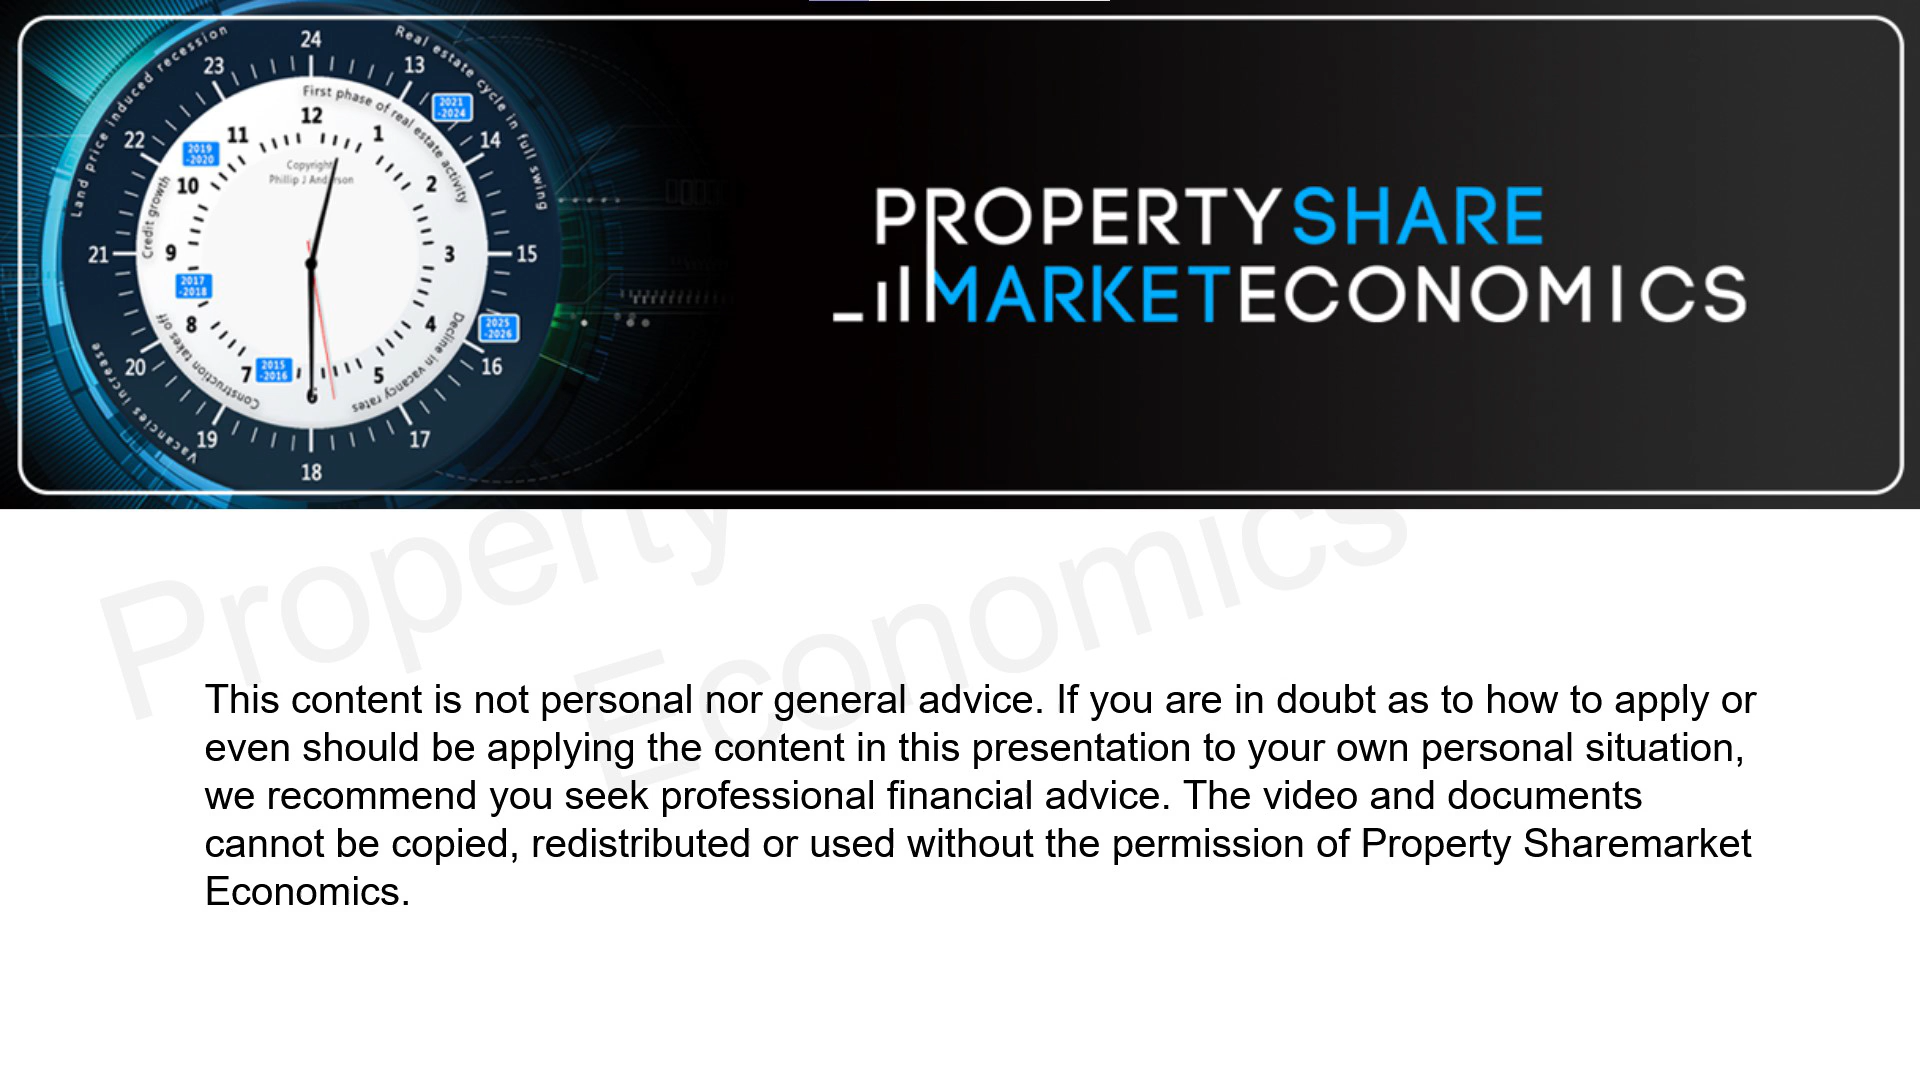 24
23
13
22
14
21
15
20
16
19
17
18
Land price induced recession
Real estate cycle in full swing
Vacancies increase
First phase of real estate activity
Credit growth
Construction takes off
Decline in vacancy rates
12
11
1
10
2
9
3
8
4
7
5
6
2021
-2024
2019
-2020
2017
-2018
2015
-2016
2025
-2026
Copyright
Phillip J Anderson
PROPERTYSHARE
MARKETECONOMICS
Property
Economics
This content is not personal nor general advice. If you are in doubt as to how to apply or
even should be applying the content in this presentation to your own personal situation,
we recommend you seek professional financial advice. The video and documents
cannot be copied, redistributed or used without the permission of Property Sharemarket
Economics.